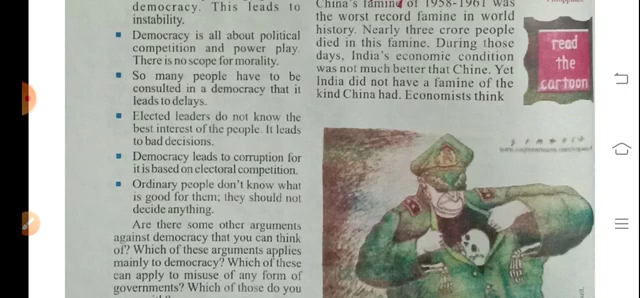 democracy. This leads to
instability.
Democracy is all about political
competition and power play.
There is no scope for morality.
So many people have to be
consulted in a democracy that it
leads to delays.
Elected leaders do not know the
best interest of the people. It leads
to bad decisions.
Democracy leads to corruption for
it is based on electoral competition.
Ordinary people don't know what
is good for them; they should not
decide anything.
Are there some other arguments
against democracy that you can think
of? Which of these arguments applies
mainly to democracy? Which of these
can apply to misuse of any form of
governments? Which of those do you
China's famine of 1958-1961 was
the worst record famine in world
history. Nearly three crore people
died in this famine. During those
days, India's economic condition
was not much better that Chine. Yet
India did not have a famine of the
kind China had. Economists think
read
the
cartoon